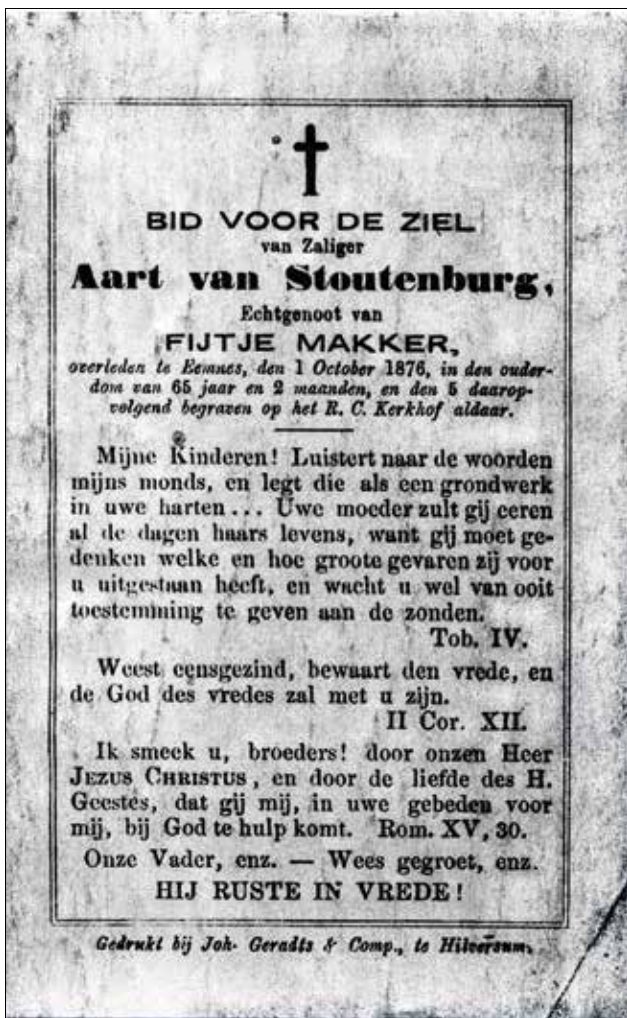 BID VOOR DE ZIEL
van Zaliger
Aart van Stoutenburg,
Echtgenoot van
FIJTJE MAKKER,
overleden te Eemnes, den 1 October 1876, in den ouder-
dom van 65 jaar en 2 maanden, en den 5 daarop-
volgend begraven op het R. C. Kerkhof aldaar.
Mijne Kinderen! Luistert naar de woorden
mijns monds, en legt die als een grondwerk
in uwe harten... Uwe moeder zult gij eeren
al de dagen haars levens, want gij moet ge-
denken welke en hoe groote gevaren zij voor
u uitgestaan heeft, en wacht u wel van ooit
toestemming te geven aan de zonden.
Tob. IV.
Weest eensgezind, bewaart den vrede, en
de God des vredes zal met u zijn.
II Cor. XII.
Ik smeek u, broeders! door onzen Heer
JEZUS CHRISTUS, en door de liefde des H.
Geestes, dat gij mij, in uwe gebeden voor
mij, bij God te hulp komt. Rom. XV, 30.
Onze Vader, enz. — Wees gegroet, enz.
HIJ RUSTE IN VREDE!
Gedrukt bij Joh. Geradts & Comp., te Hilversum.